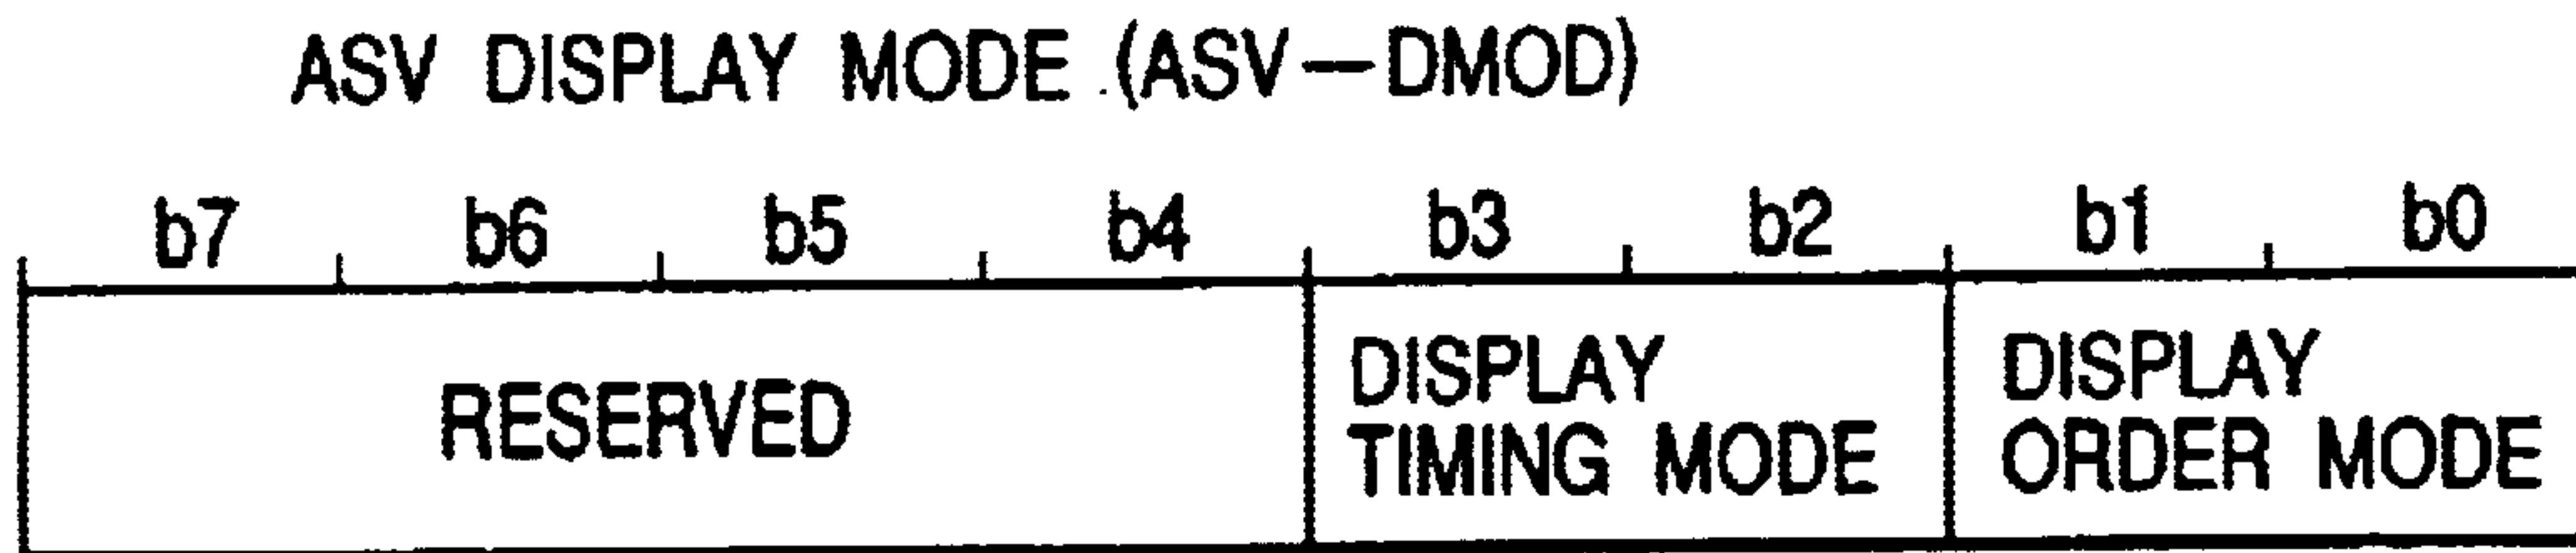 ASV DISPLAY MODE (ASV—DMOD)
b7 b6 b5 b4 b3 b2 b1 b0
RESERVED
DISPLAY
TIMING MODE
DISPLAY
ORDER MODE